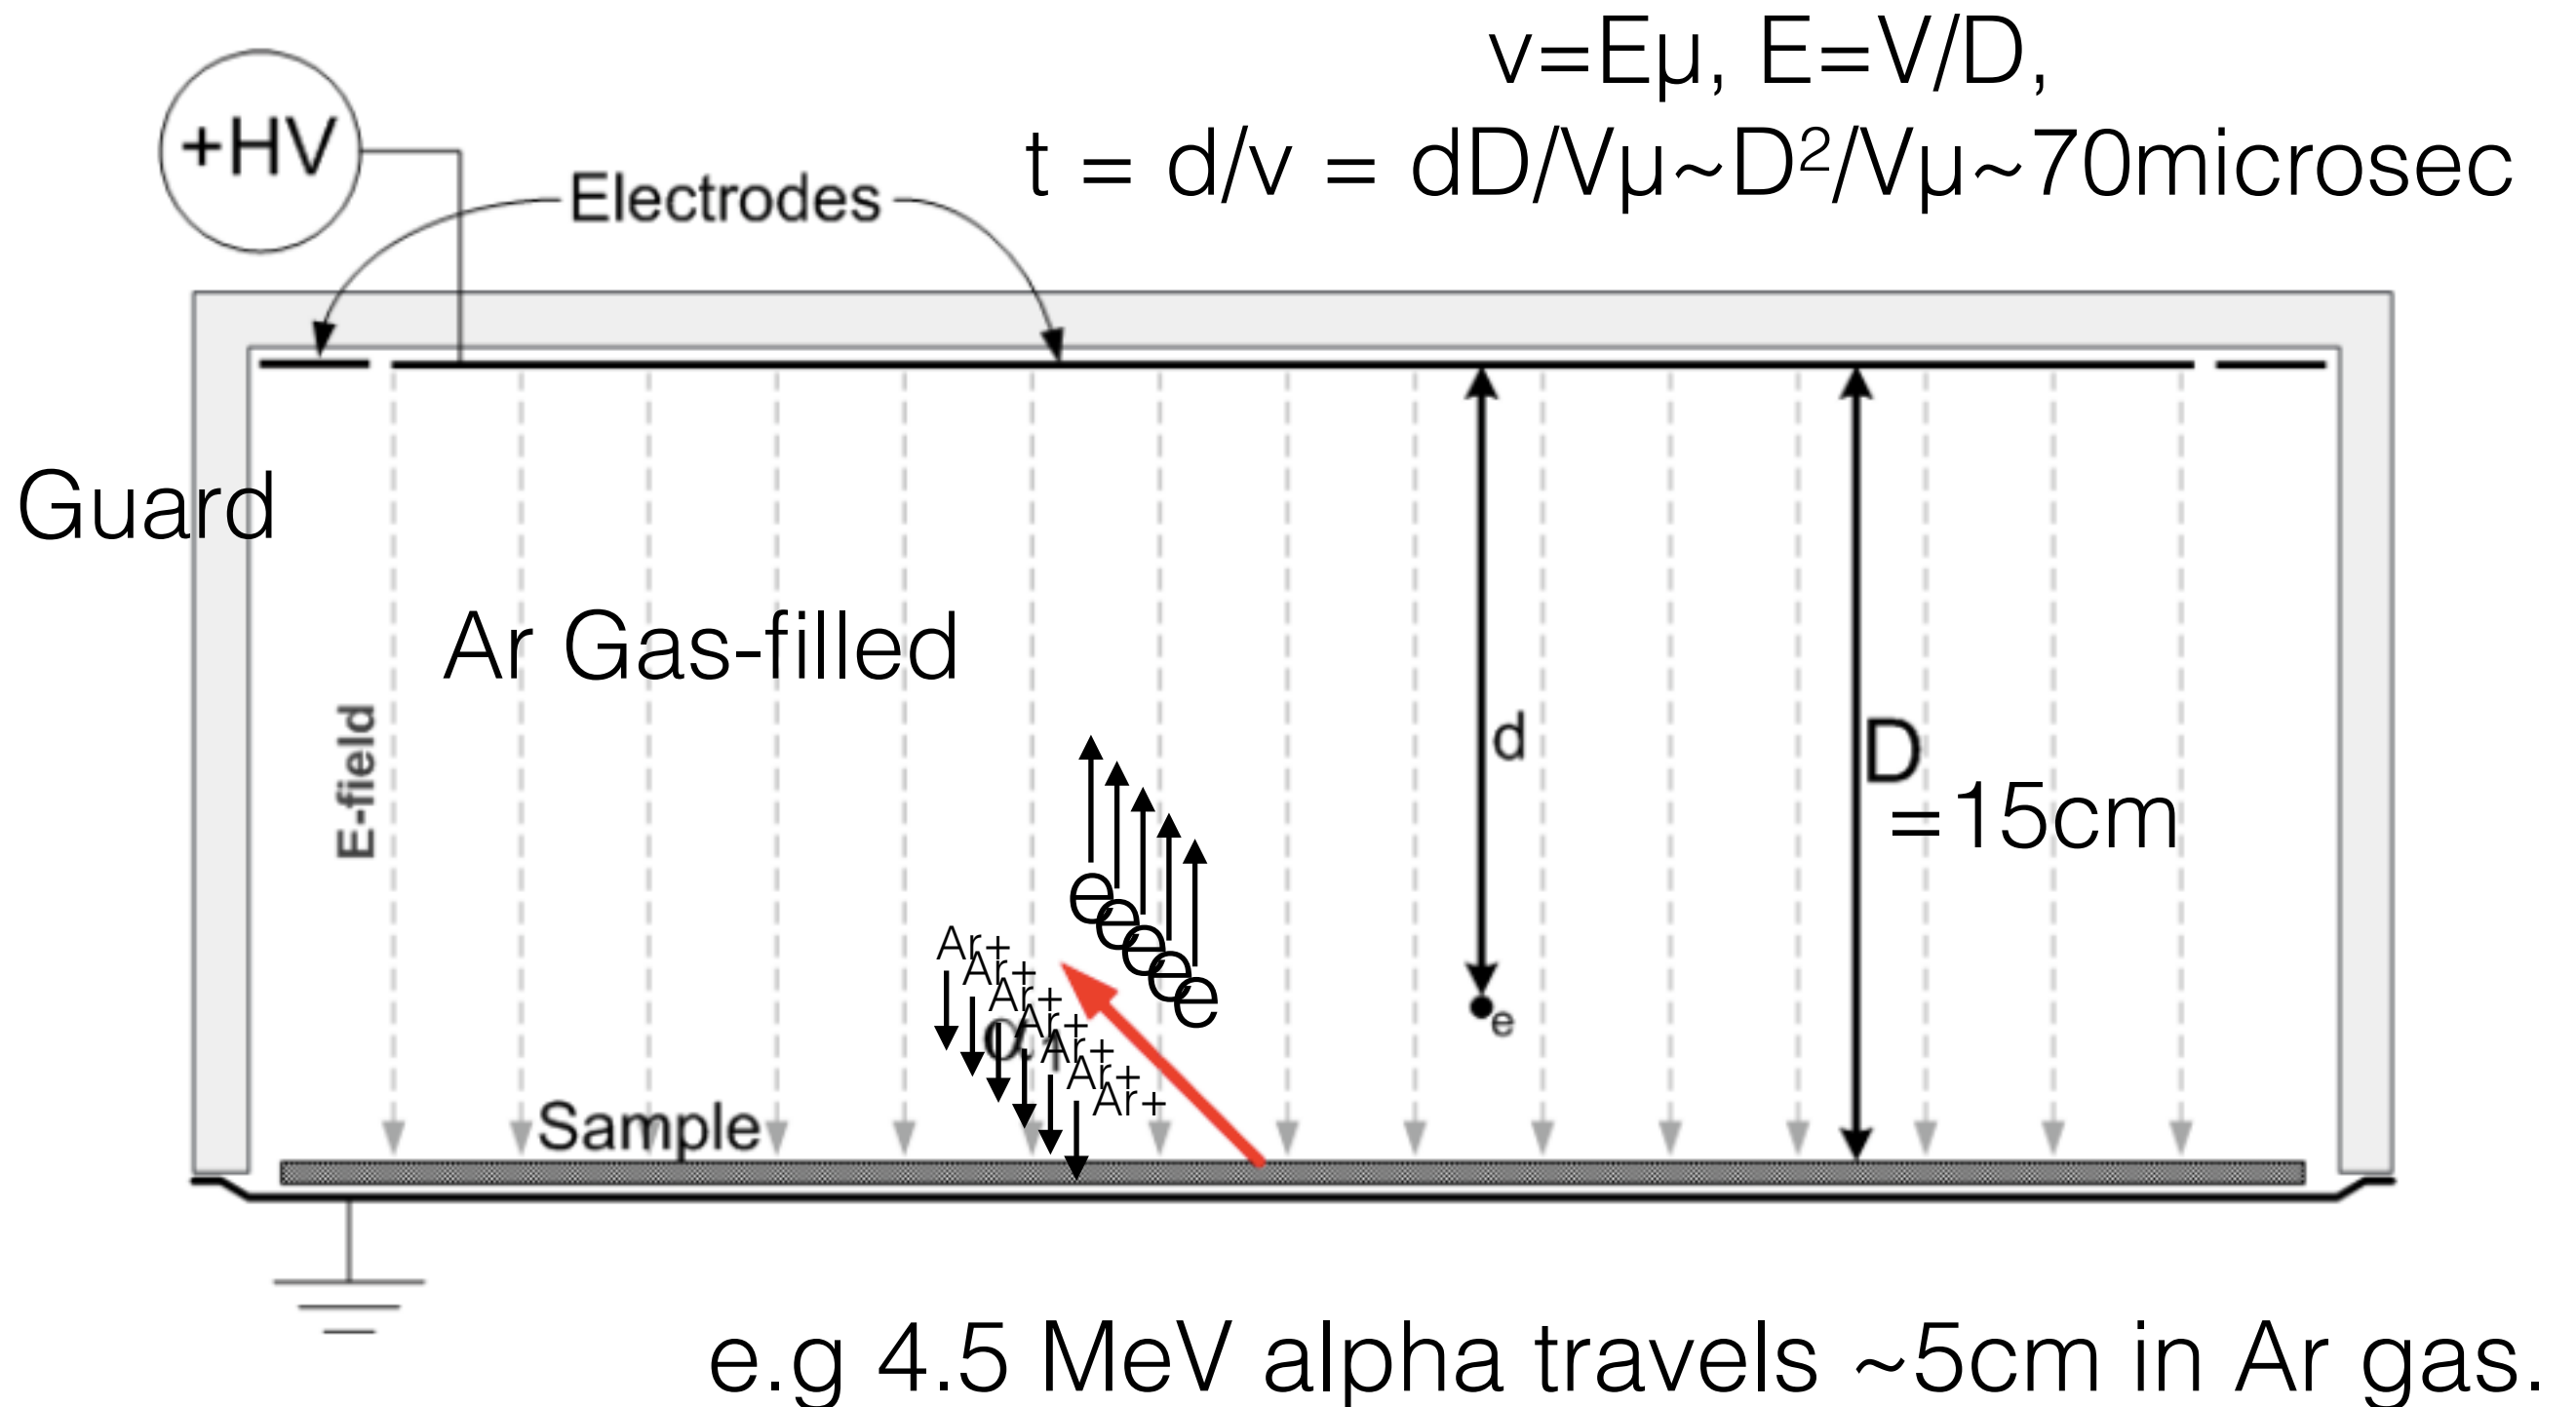 v=Eµ, E=V/D,
t = d/v = dD/Vµ~D²/Vµ~70microsec
+HV
Electrodes
Guard
Ar Gas-filled
E-field
d
D
=15cm
e
e
e
e
e
e
Ar+
Ar+
Ar+
Ar+
Ar+
Ar+
Ar+
α1
Sample
e.g 4.5 MeV alpha travels ~5cm in Ar gas.